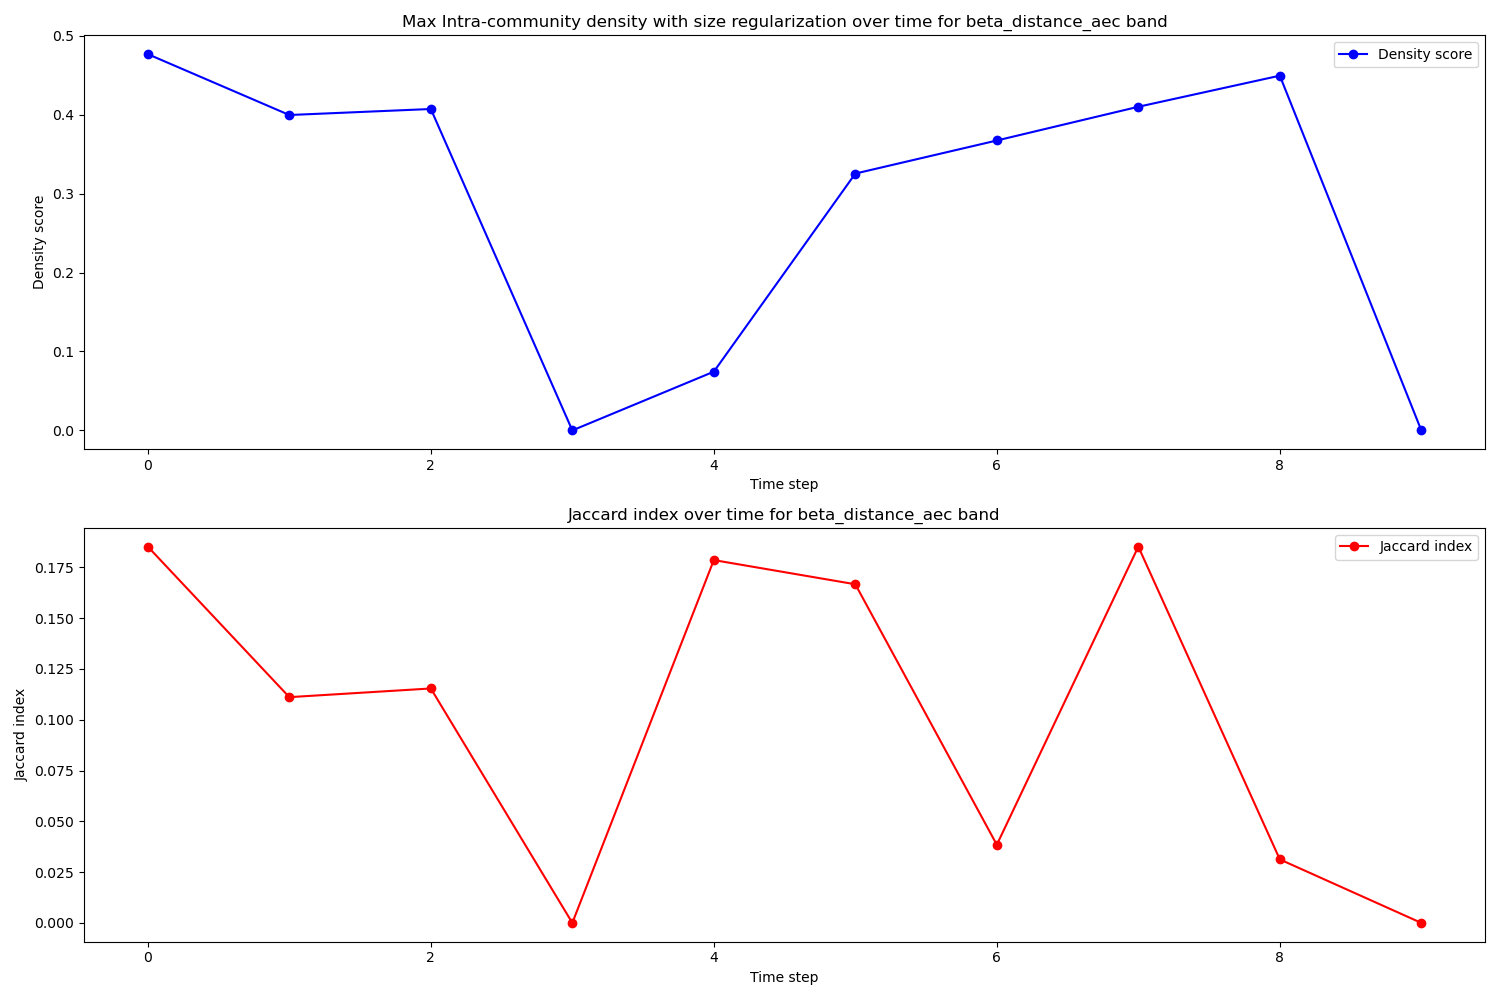 Max Intra-community density with size regularization over time for beta_distance_aec band
Density score
0.5
0.4
0.3
0.2
0.1
0.0
Density score
0 2 4 6 8
Time step
Jaccard index over time for beta_distance_aec band
Jaccard index
0.175
0.150
0.125
0.100
0.075
0.050
0.025
0.000
Jaccard index
0 2 4 6 8
Time step